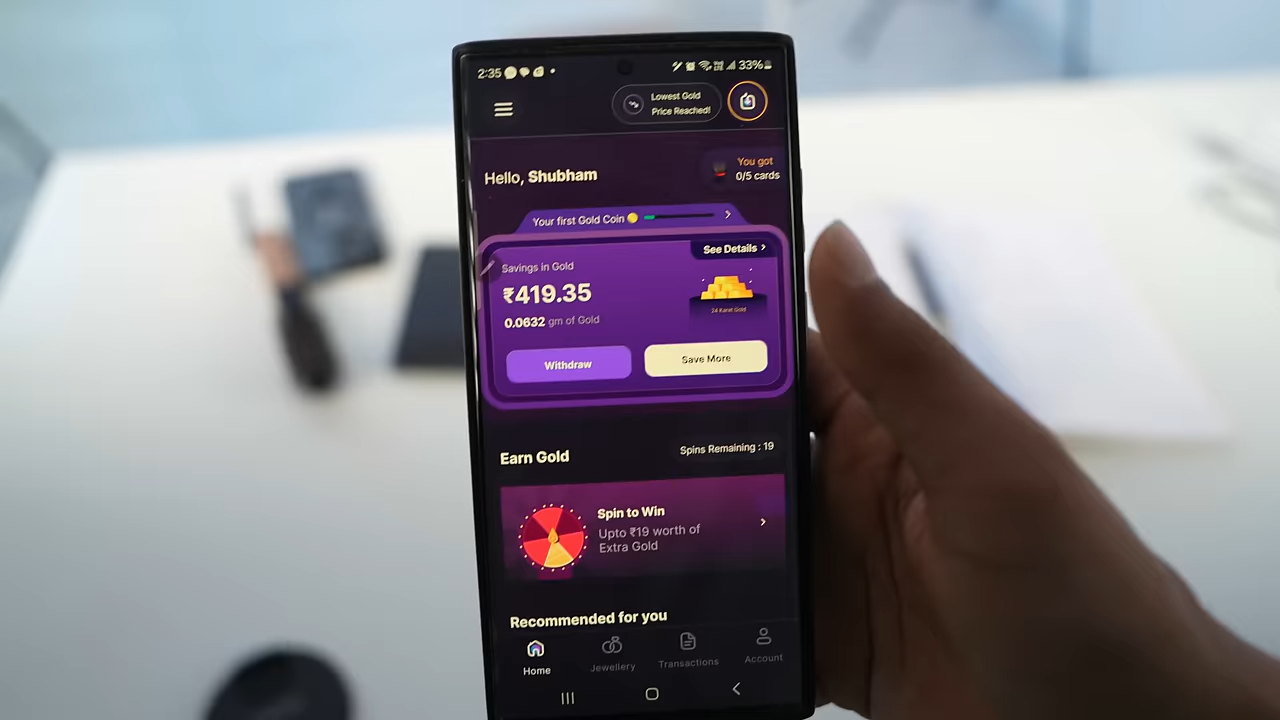 2:35
33%
Lowest Gold
Price Reached!
Hello, Shubham
You got
0/5 cards
Your first Gold Coin
See Details >
Savings in Gold
₹419.35
24 Karat Gold
0.0632 gm of Gold
Withdraw
Save More
Earn Gold
Spins Remaining : 19
Spin to Win
Upto ₹19 worth of
Extra Gold
Recommended for you
Home
Jewellery
Transactions
Account